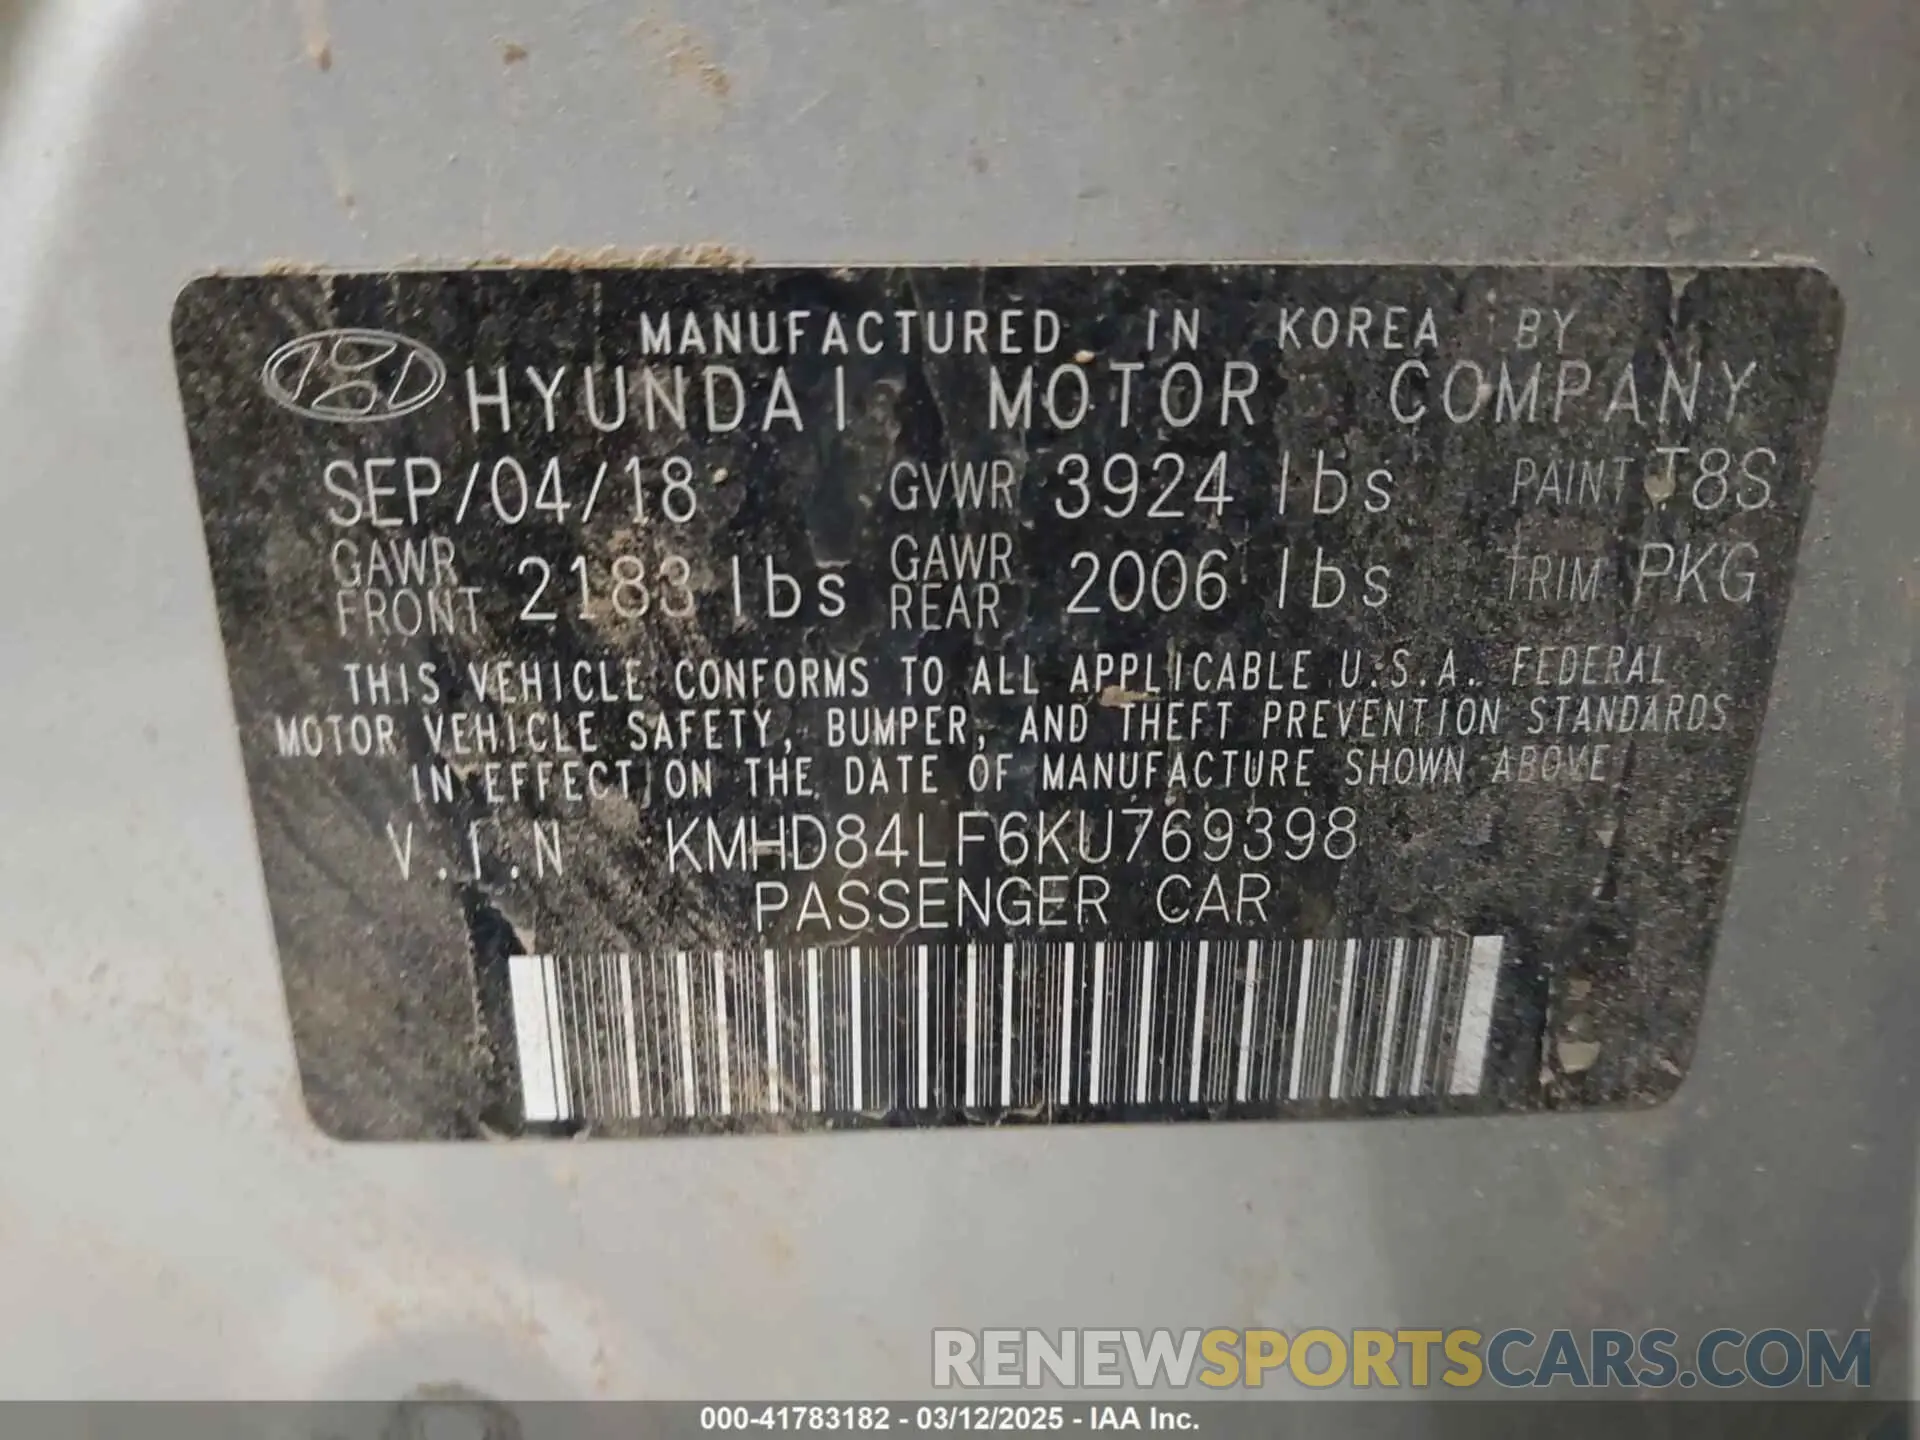 MANUFACTURED IN KOREA BY
HYUNDAI MOTOR COMPANY
SEP/04/18 GVWR 3924 lbs PAINT T8S
GAWR FRONT 2183 lbs GAWR REAR 2006 lbs TRIM PKG
THIS VEHICLE CONFORMS TO ALL APPLICABLE U.S.A. FEDERAL
MOTOR VEHICLE SAFETY, BUMPER, AND THEFT PREVENTION STANDARDS
IN EFFECT ON THE DATE OF MANUFACTURE SHOWN ABOVE
V.I.N KMHD84LF6KU769398
PASSENGER CAR
RENEWSPORTSCARS.COM
000-41783182 - 03/12/2025 - IAA Inc.